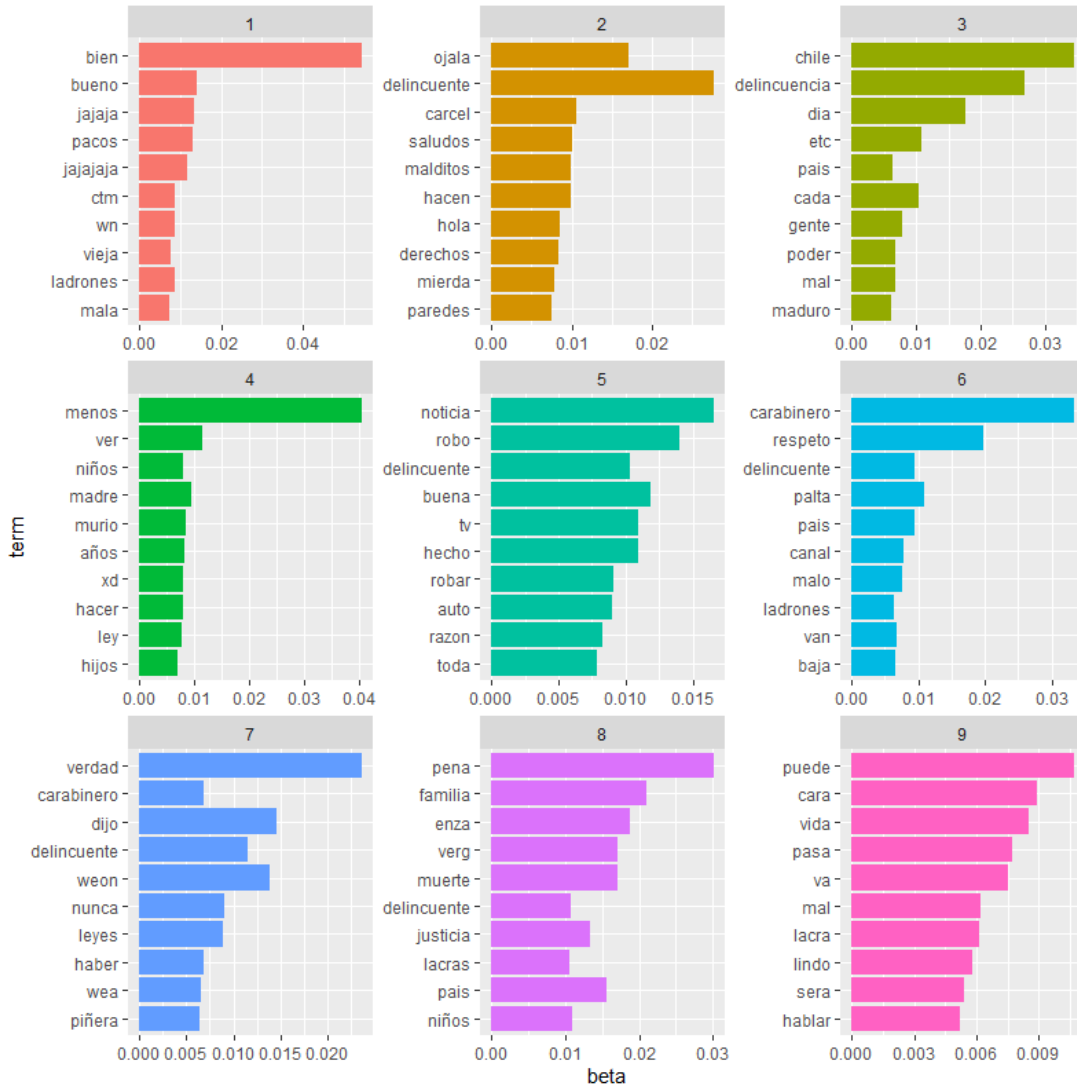 1
bien
bueno
jajaja
pacos
jajajaja
ctm
wn
vieja
ladrones
mala
0.00 0.02 0.04
2
ojala
delincuente
carcel
saludos
malditos
hacen
hola
derechos
mierda
paredes
0.00 0.01 0.02
3
chile
delincuencia
dia
etc
pais
cada
gente
poder
mal
maduro
0.00 0.01 0.02 0.03
4
menos
ver
niños
madre
murio
años
xd
hacer
ley
hijos
0.00 0.01 0.02 0.03 0.04
5
noticia
robo
delincuente
buena
tv
hecho
robar
auto
razon
toda
0.000 0.005 0.010 0.015
6
carabinero
respeto
delincuente
palta
pais
canal
malo
ladrones
van
baja
0.00 0.01 0.02 0.03
7
verdad
carabinero
dijo
delincuente
weon
nunca
leyes
haber
wea
piñera
0.000 0.005 0.010 0.015 0.020
8
pena
familia
enza
verg
muerte
delincuente
justicia
lacras
pais
niños
0.00 0.01 0.02 0.03
9
puede
cara
vida
pasa
va
mal
lacra
lindo
sera
hablar
0.000 0.003 0.006 0.009
term
beta